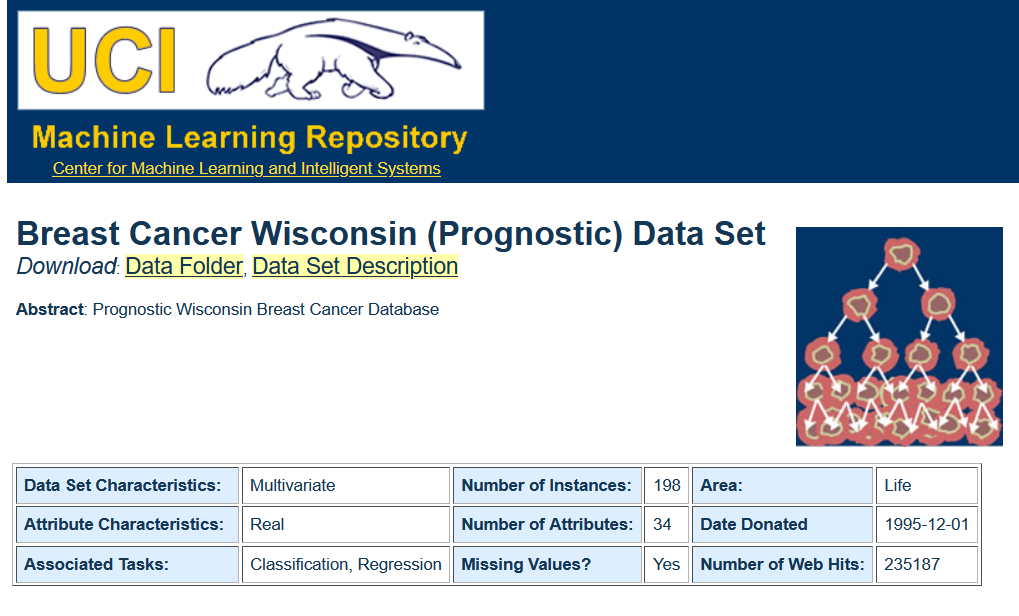 UCI
Machine Learning Repository
Center for Machine Learning and Intelligent Systems
Breast Cancer Wisconsin (Prognostic) Data Set
Download: Data Folder, Data Set Description
Abstract: Prognostic Wisconsin Breast Cancer Database
Data Set Characteristics: Multivariate Number of Instances: 198 Area: Life
Attribute Characteristics: Real Number of Attributes: 34 Date Donated 1995-12-01
Associated Tasks: Classification, Regression Missing Values? Yes Number of Web Hits: 235187